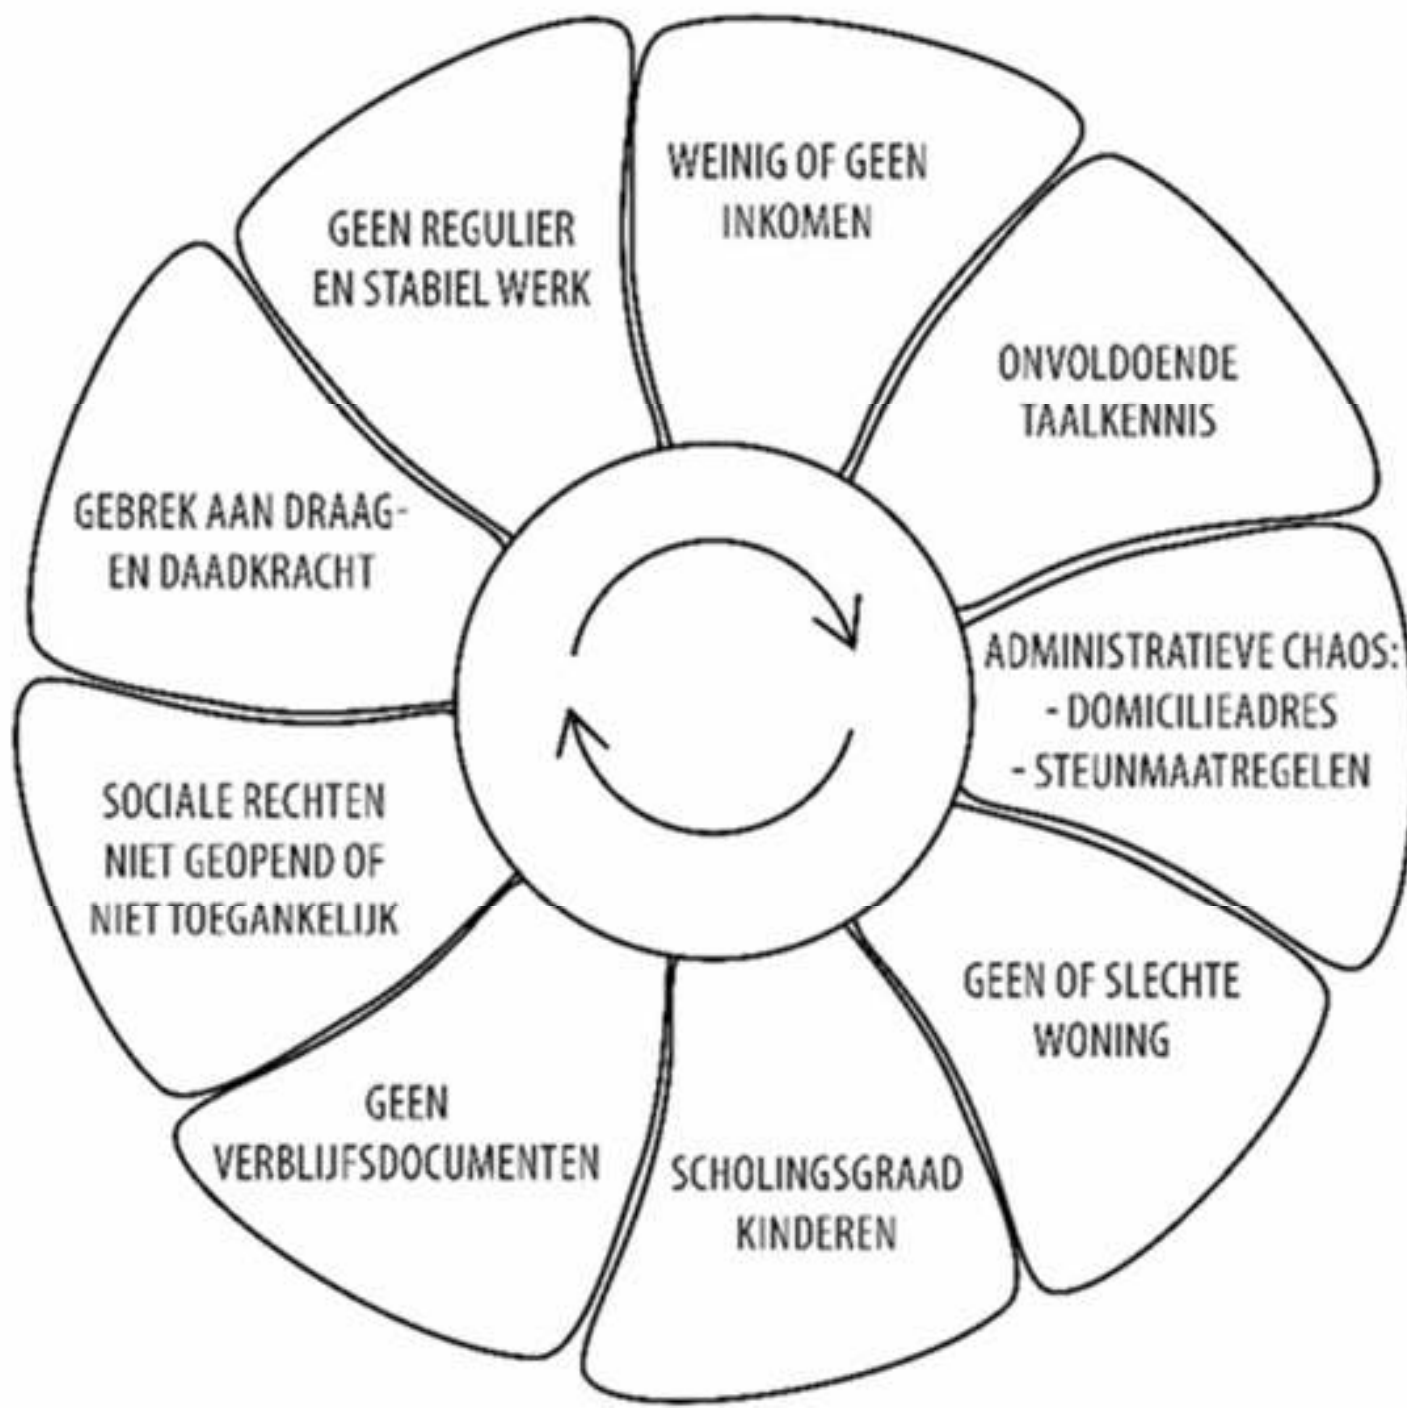 WEINIG OF GEEN
INKOMEN
ONVOLDOENDE
TAALKENNIS
ADMINISTRATIEVE CHAOS:
- DOMICILIEADRES
- STEUNMAATREGELEN
GEEN OF SLECHTE
WONING
SCHOLINGSGRAAD
KINDEREN
GEEN
VERBLIJFSDOCUMENTEN
SOCIALE RECHTEN
NIET GEOPEND OF
NIET TOEGANKELIJK
GEBREK AAN DRAAG-
EN DAADKRACHT
GEEN REGULIER
EN STABIEL WERK